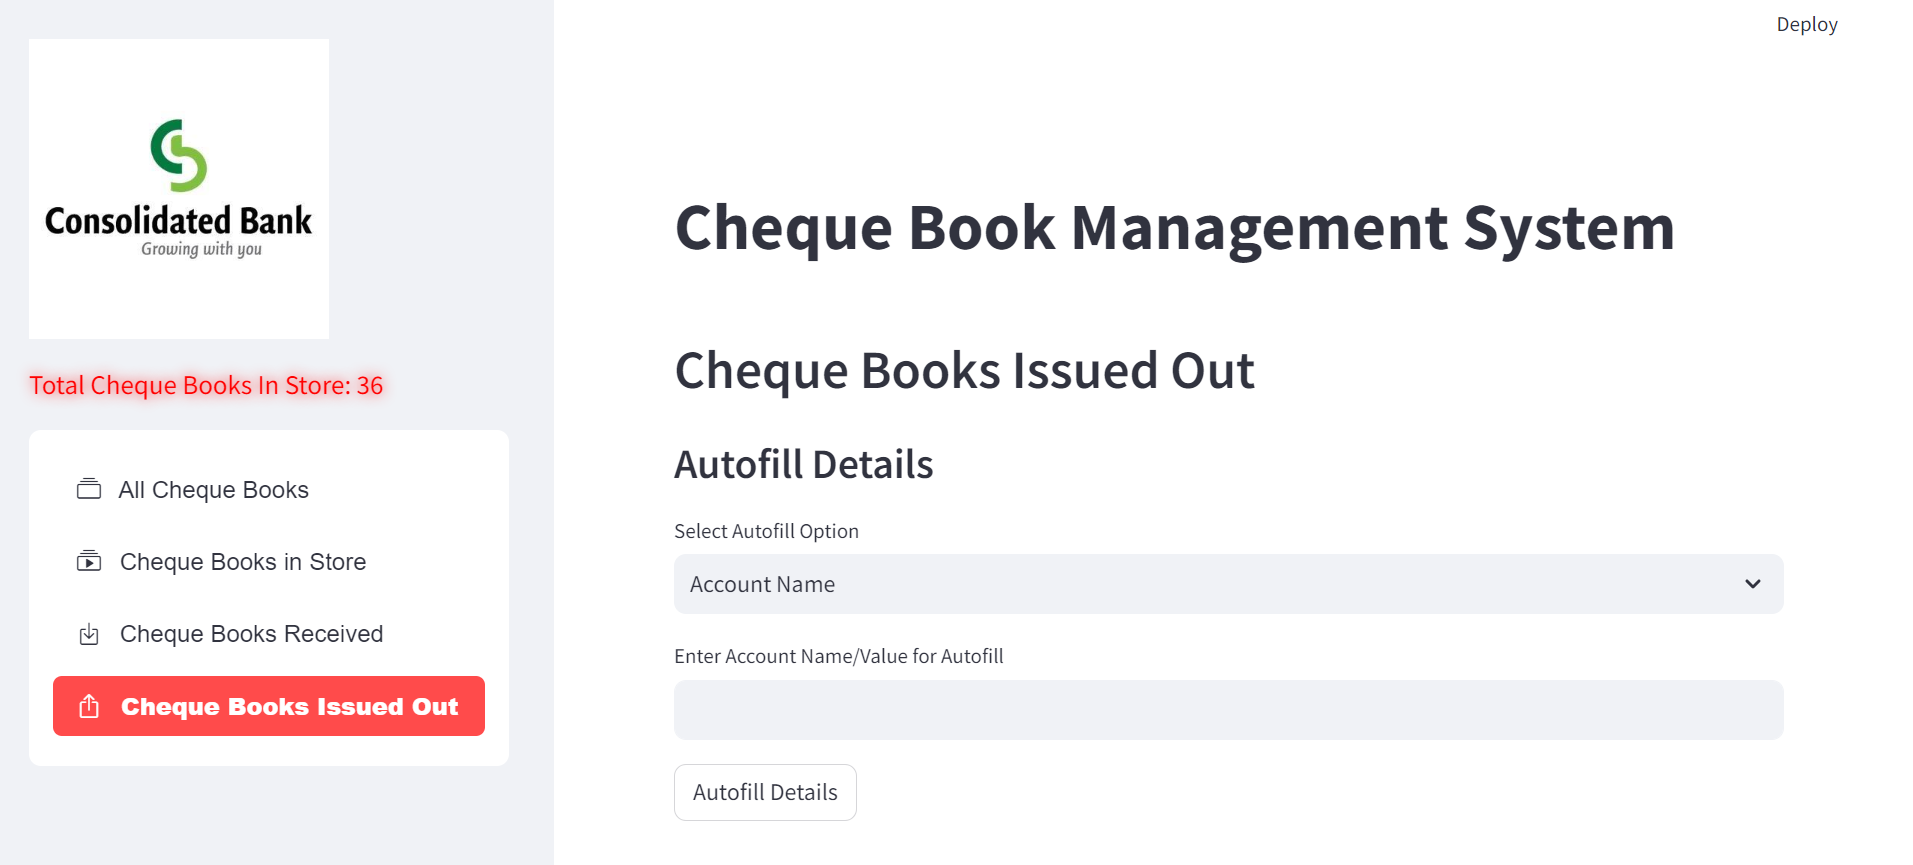 Deploy
Consolidated Bank
Growing with you
Total Cheque Books In Store: 36
All Cheque Books
Cheque Books in Store
Cheque Books Received
Cheque Books Issued Out
Cheque Book Management System
Cheque Books Issued Out
Autofill Details
Select Autofill Option
Account Name
Enter Account Name/Value for Autofill
Autofill Details